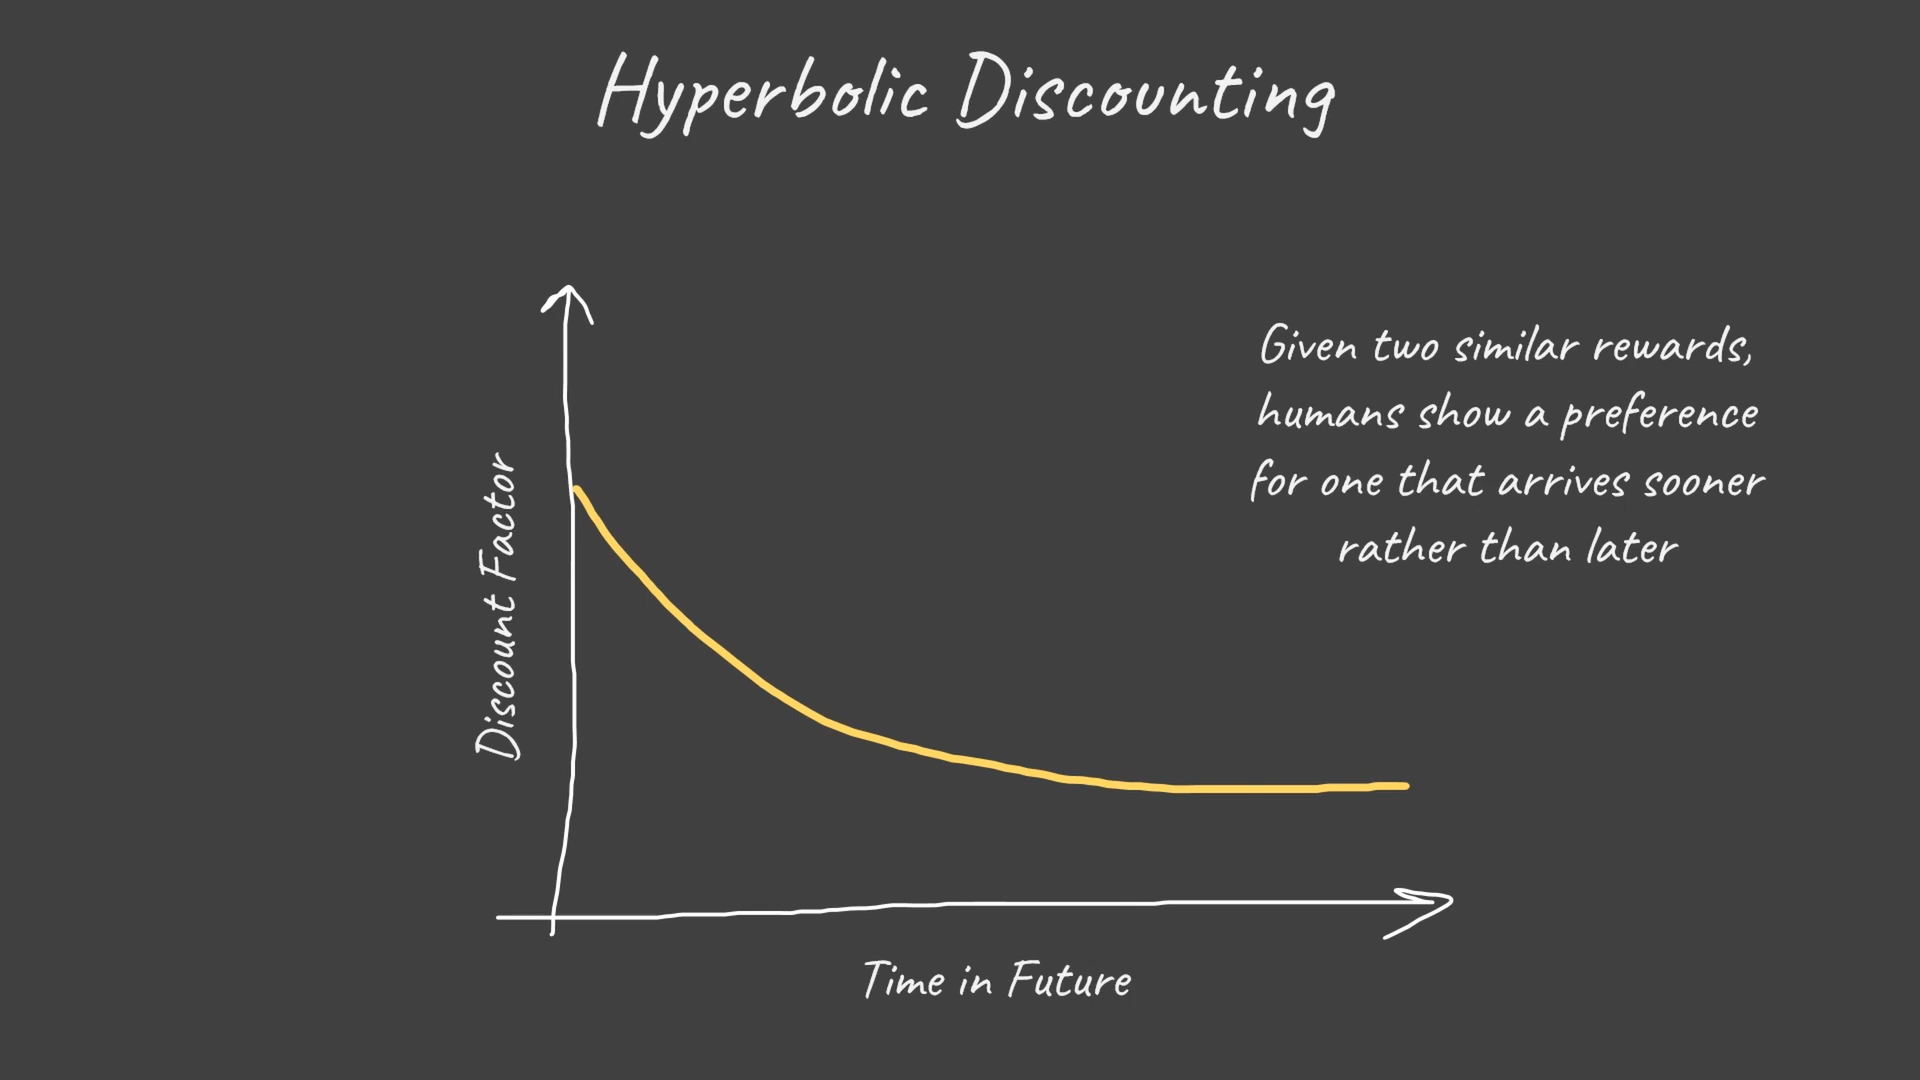 Hyperbolic Discounting
Given two similar rewards,
humans show a preference
for one that arrives sooner
rather than later
Discount Factor
Time in Future